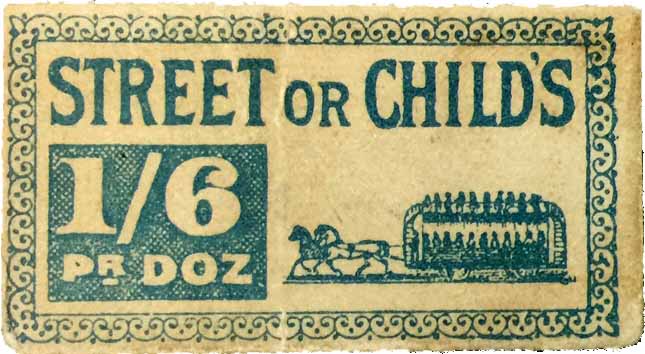 STREET OR CHILD'S
1/6
PR DOZ